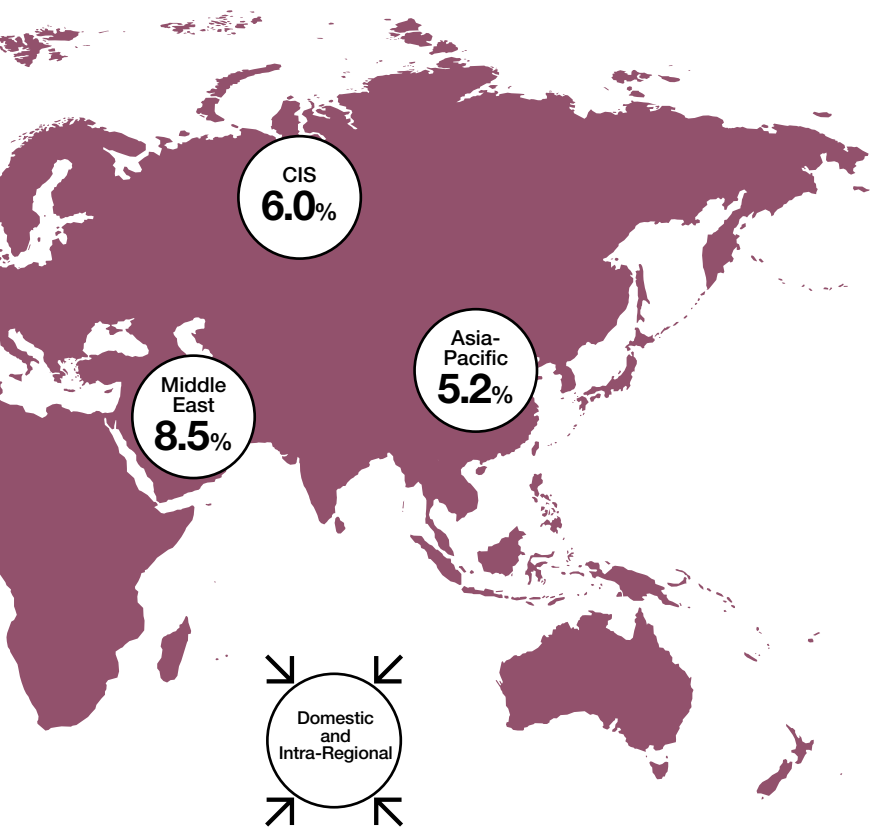 CIS
6.0%
Asia-
Pacific
5.2%
Middle
East
8.5%
Domestic
and
Intra-Regional